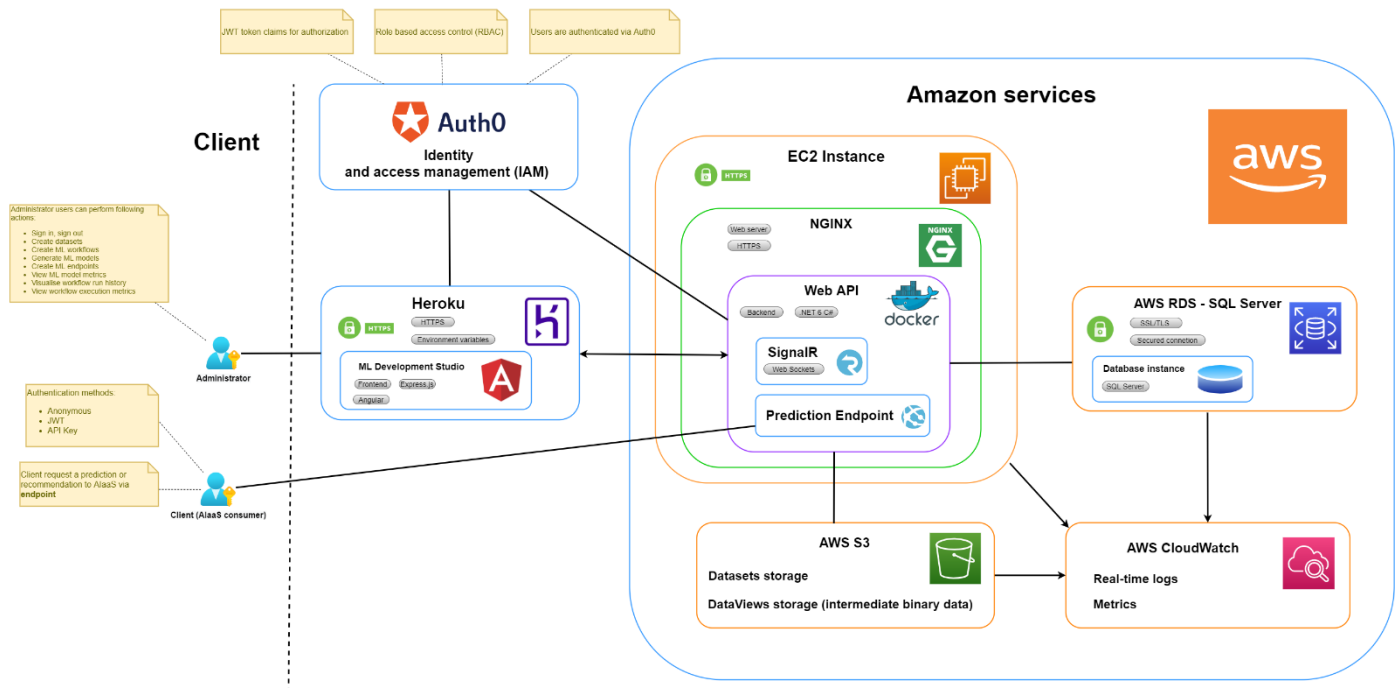 JWT token claims for authorization
Role based access control (RBAC)
Users are authenticated via Auth0
Client
Auth0
Identity
and access management (IAM)
Administrator users can perform following
actions:
Sign in, sign out
Create datasets
Create ML workflows
Generate ML models
Create ML endpoints
View ML model metrics
Visualise workflow run history
View workflow execution metrics
Administrator
Authentication methods:
Anonymous
JWT
API Key
Client request a prediction or
recommendation to AIaaS via
endpoint
Client (AIaaS consumer)
Heroku
HTTPS
HTTPS
Environment variables
ML Development Studio
Frontend
Express.js
Angular
Amazon services
aws
EC2 Instance
HTTPS
NGINX
Web server
HTTPS
NGINX
Web API
Backend
.NET 6 C#
docker
SignalR
Web Sockets
Prediction Endpoint
AWS RDS - SQL Server
SSL/TLS
Secured connetion
Database instance
SQL Server
AWS S3
Datasets storage
DataViews storage (intermediate binary data)
AWS CloudWatch
Real-time logs
Metrics